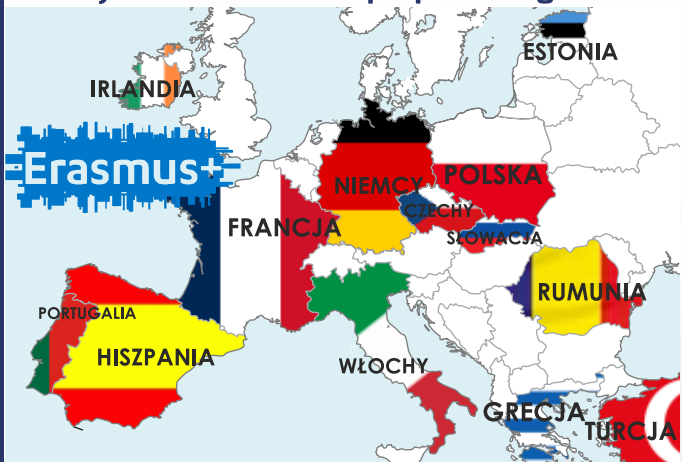 ESTONIA
IRLANDIA
Erasmus+
NIEMCY
POLSKA
CZECHY
FRANCJA
SŁOWACJA
RUMUNIA
PORTUGALIA
HISZPANIA
WŁOCHY
GRECJA
TURCJA